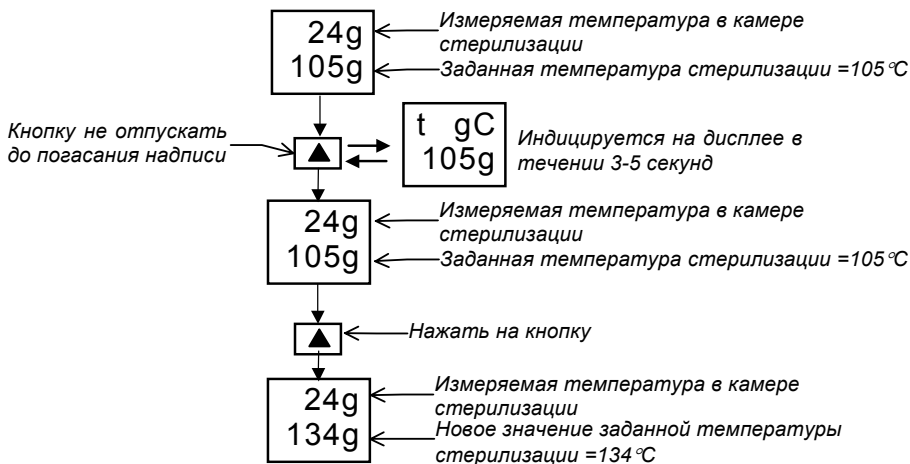 24g
105g
Измеряемая температура в камере
стерилизации
Заданная температура стерилизации =105°С
Кнопку не отпускать
до погасания надписи
t gC
105g
Индицируется на дисплее в
течении 3-5 секунд
24g
105g
Измеряемая температура в камере
стерилизации
Заданная температура стерилизации =105°С
Нажать на кнопку
24g
134g
Измеряемая температура в камере
стерилизации
Новое значение заданной температуры
стерилизации =134°С